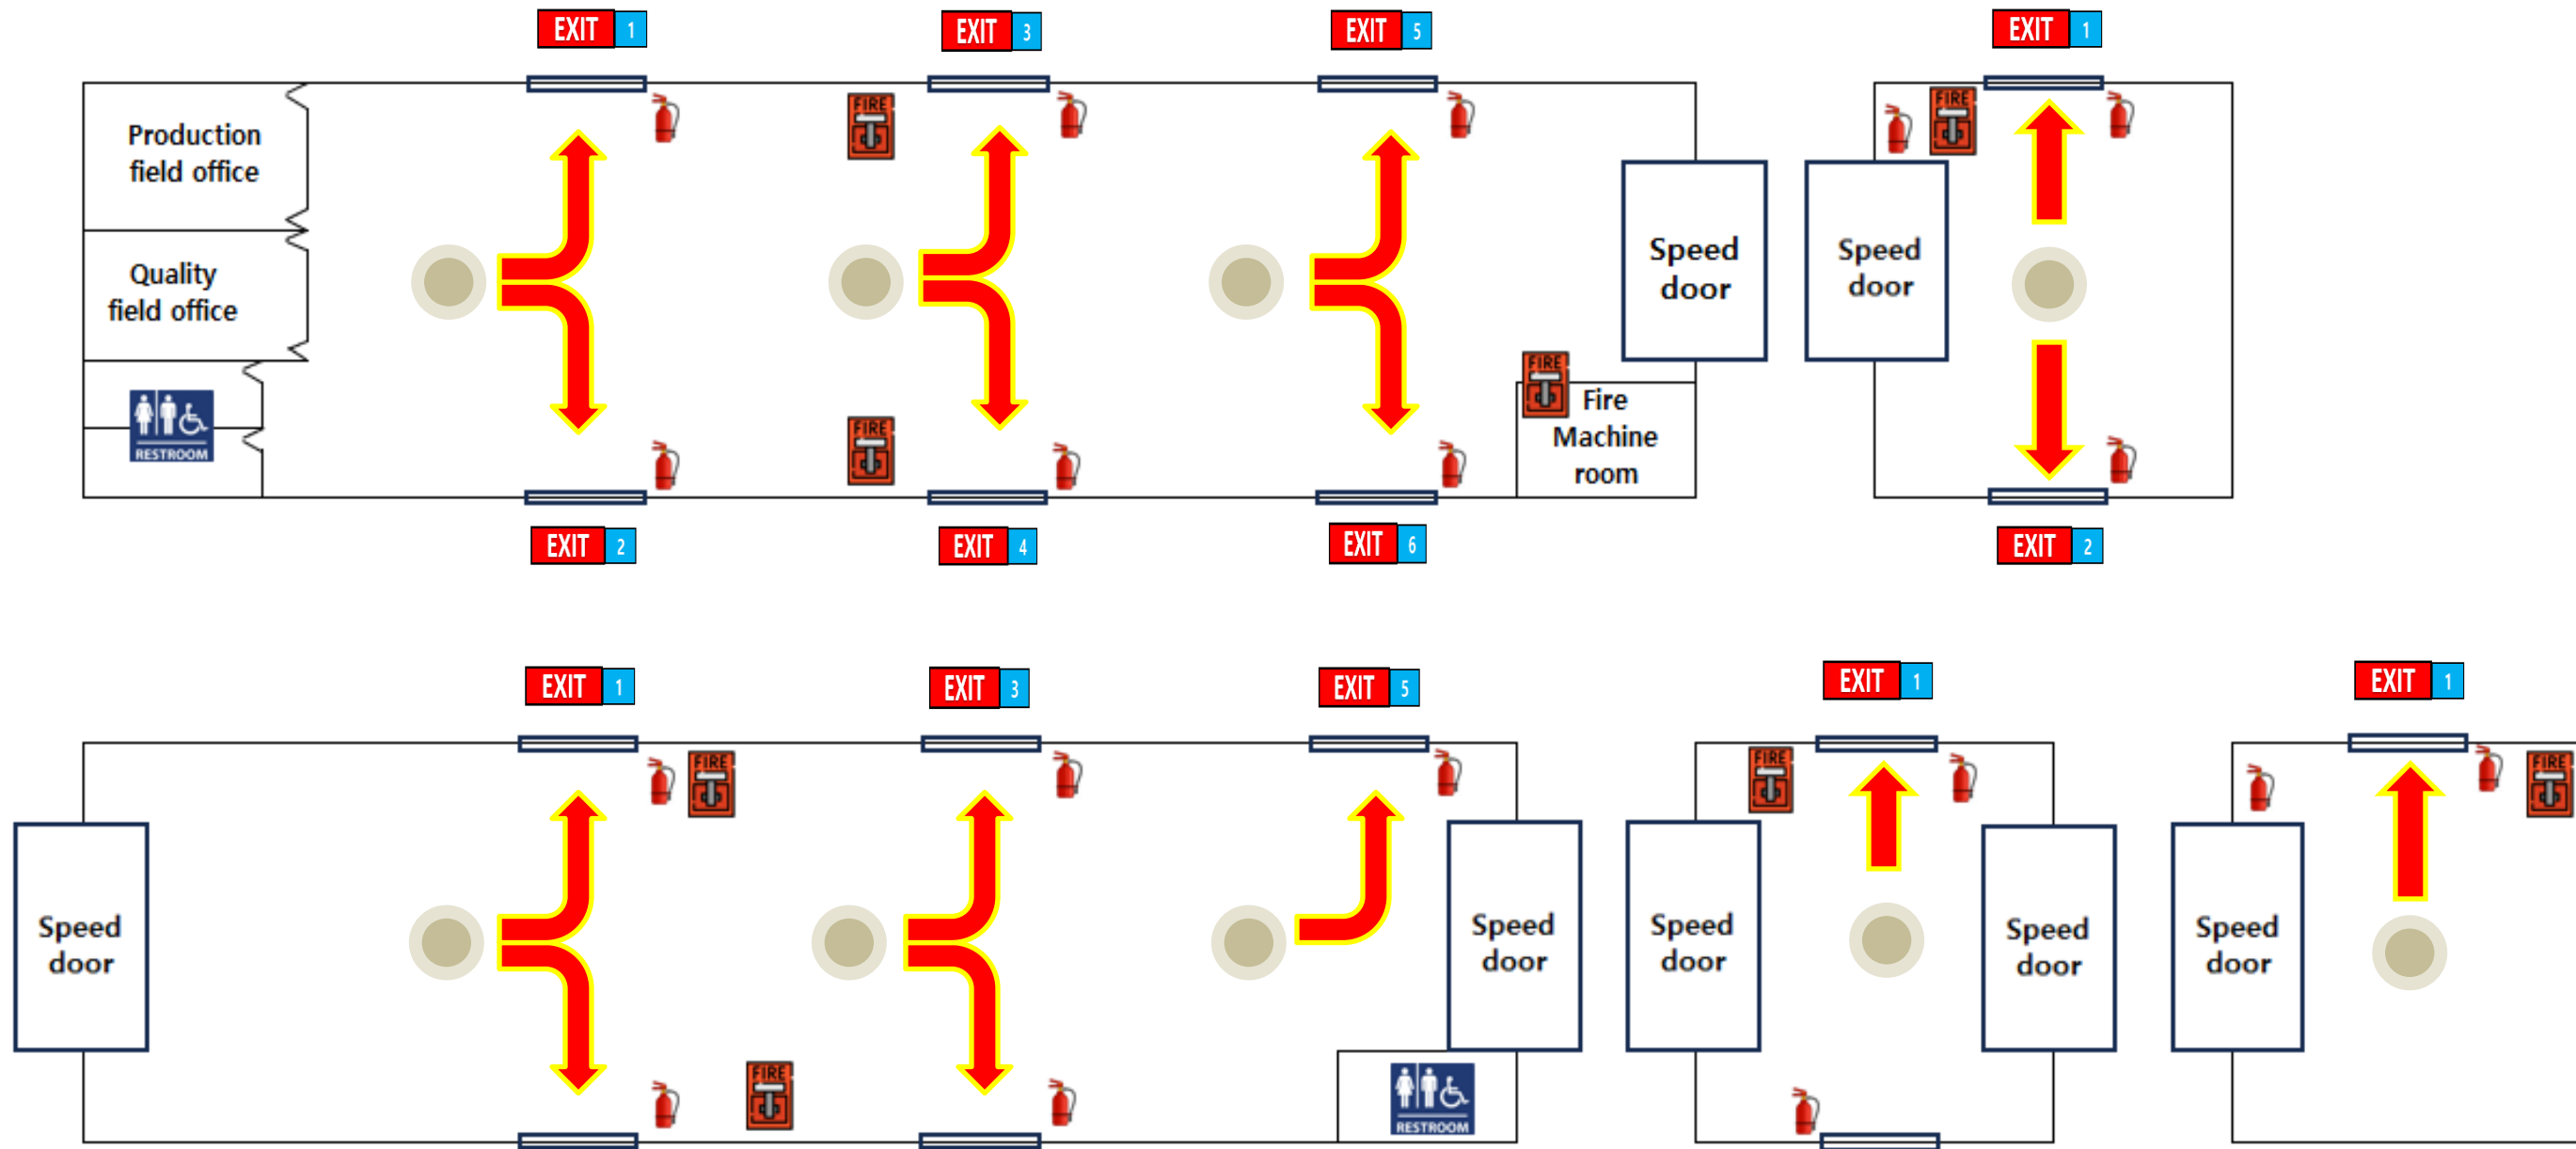 EXIT 1
EXIT 3
EXIT 5
EXIT 1
FIRE
FIRE
Production
field office
Speed
door
Speed
door
Quality
field office
FIRE
Fire
Machine
room
RESTROOM
FIRE
EXIT 2
EXIT 4
EXIT 6
EXIT 2
EXIT 1
EXIT 3
EXIT 5
EXIT 1
EXIT 1
FIRE
FIRE
FIRE
Speed
door
Speed
door
Speed
door
Speed
door
Speed
door
FIRE
RESTROOM